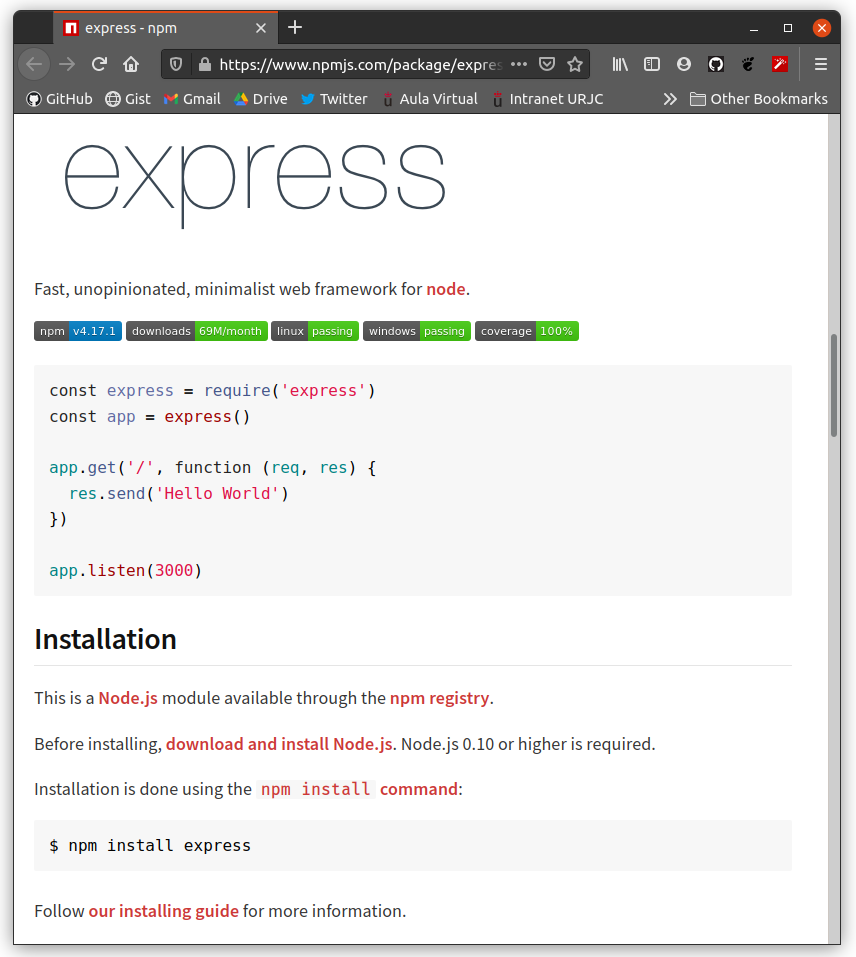 express - npm
https://www.npmjs.com/package/expres
GitHub Gist Gmail Drive Twitter Aula Virtual Intranet URJC Other Bookmarks
express
Fast, unopinionated, minimalist web framework for node.
npm v4.17.1 downloads 69M/month linux passing windows passing coverage 100%
const express = require('express')
const app = express()
app.get('/', function (req, res) {
  res.send('Hello World')
})
app.listen(3000)
Installation
This is a Node.js module available through the npm registry.
Before installing, download and install Node.js. Node.js 0.10 or higher is required.
Installation is done using the npm install command:
$ npm install express
Follow our installing guide for more information.